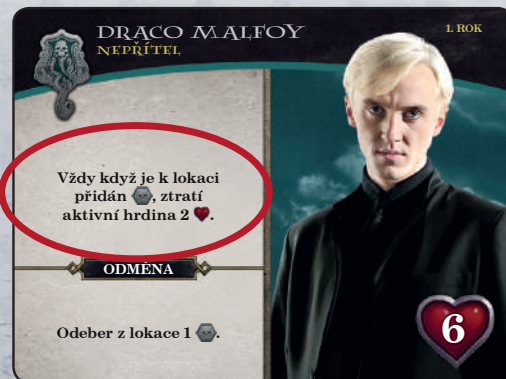 DRACO MALFOY
NEPŘÍTEL
1. ROK
Vždy když je k lokaci
přidán , ztratí
aktivní hrdina 2 .
ODMĚNA
Odeber z lokace 1 .
6